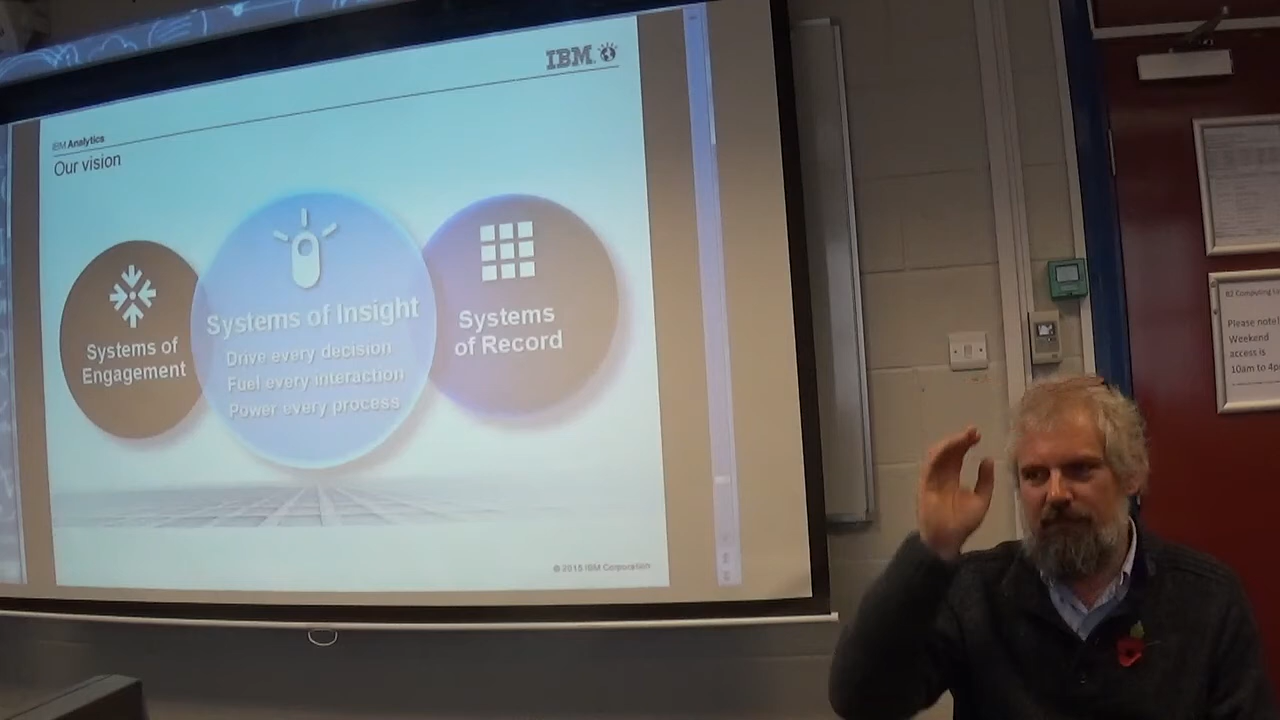 IBM
IBM Analytics
Our vision
Systems of
Engagement
Systems of Insight
Drive every decision
Fuel every interaction
Power every process
Systems
of Record
© 2015 IBM Corporation
Please note!
Weekend
access is
10am to 4p